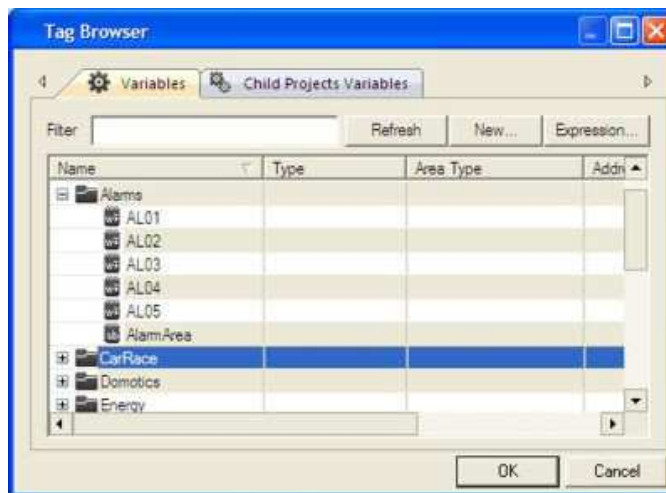 Tag Browser
Variables Child Projects Variables
Filter Refresh New... Expression...
Name Type Area Type Addr
Alarms
AL01
AL02
AL03
AL04
AL05
AlarmArea
CarRace
Domotics
Energy
OK Cancel